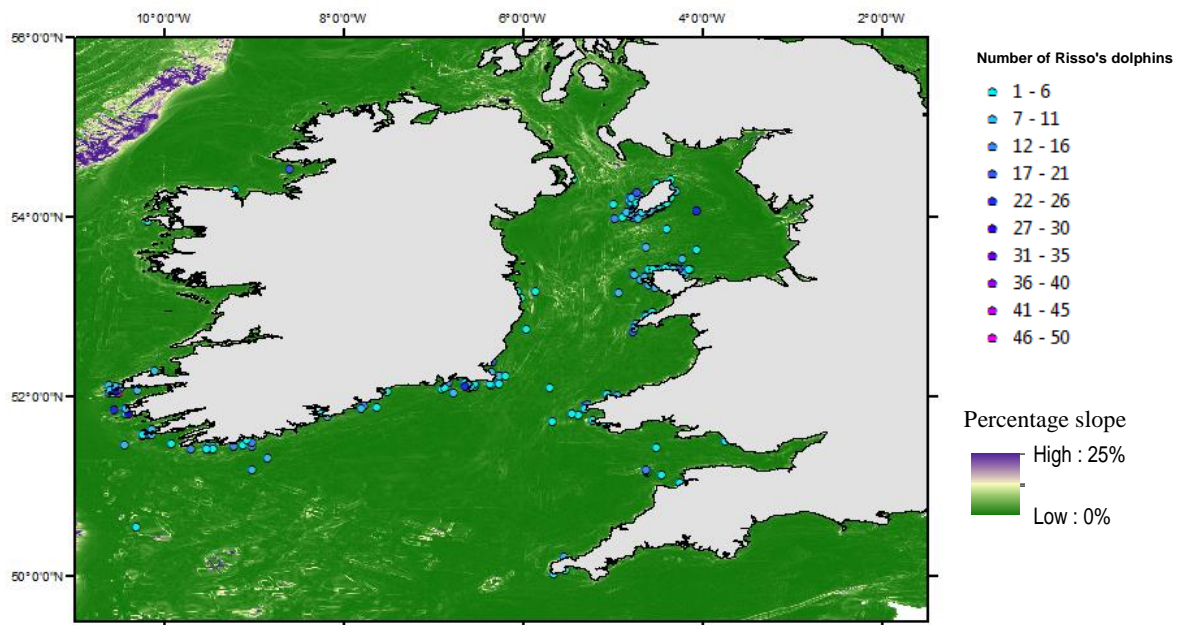 10°0'0"W 8°0'0"W 6°0'0"W 4°0'0"W 2°0'0"W
56°0'0"N
54°0'0"N
52°0'0"N
50°0'0"N
Number of Risso's dolphins
1 - 6
7 - 11
12 - 16
17 - 21
22 - 26
27 - 30
31 - 35
36 - 40
41 - 45
46 - 50
Percentage slope
High : 25%
Low : 0%